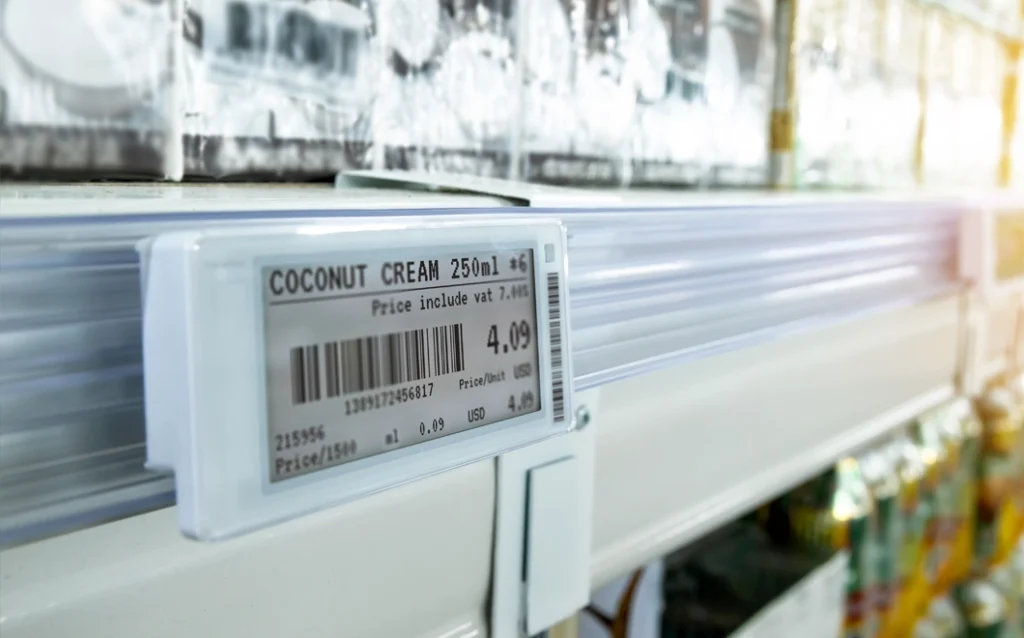 COCONUT CREAM 250ml *6
Price include vat 7.00%
4.09
Price/Unit USD
1389172456817
215956 ml 0.09 USD 4.09
Price/1500